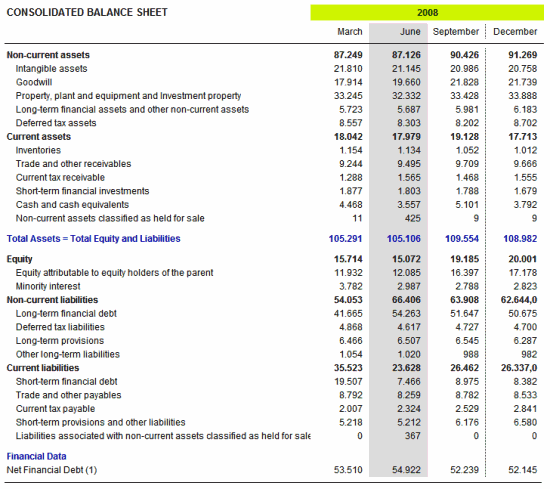 CONSOLIDATED BALANCE SHEET 2008
March June September December
Non-current assets 87.249 87.126 90.426 91.269
Intangible assets 21.810 21.145 20.986 20.758
Goodwill 17.914 19.660 21.828 21.739
Property, plant and equipment and Investment property 33.245 32.332 33.428 33.888
Long-term financial assets and other non-current assets 5.723 5.687 5.981 6.183
Deferred tax assets 8.557 8.303 8.202 8.702
Current assets 18.042 17.979 19.128 17.713
Inventories 1.154 1.134 1.052 1.012
Trade and other receivables 9.244 9.495 9.709 9.666
Current tax receivable 1.288 1.565 1.468 1.555
Short-term financial investments 1.877 1.803 1.788 1.679
Cash and cash equivalents 4.468 3.557 5.101 3.792
Non-current assets classified as held for sale 11 425 9 9
Total Assets = Total Equity and Liabilities 105.291 105.106 109.554 108.982
Equity 15.714 15.072 19.185 20.001
Equity attributable to equity holders of the parent 11.932 12.085 16.397 17.178
Minority interest 3.782 2.987 2.788 2.823
Non-current liabilities 54.053 66.406 63.908 62.644,0
Long-term financial debt 41.665 54.263 51.647 50.675
Deferred tax liabilities 4.868 4.617 4.727 4.700
Long-term provisions 6.466 6.507 6.545 6.287
Other long-term liabilities 1.054 1.020 988 982
Current liabilities 35.523 23.628 26.462 26.337,0
Short-term financial debt 19.507 7.466 8.975 8.382
Trade and other payables 8.792 8.259 8.782 8.533
Current tax payable 2.007 2.324 2.529 2.841
Short-term provisions and other liabilities 5.218 5.212 6.176 6.580
Liabilities associated with non-current assets classified as held for sale 0 367 0 0
Financial Data
Net Financial Debt (1) 53.510 54.922 52.239 52.145